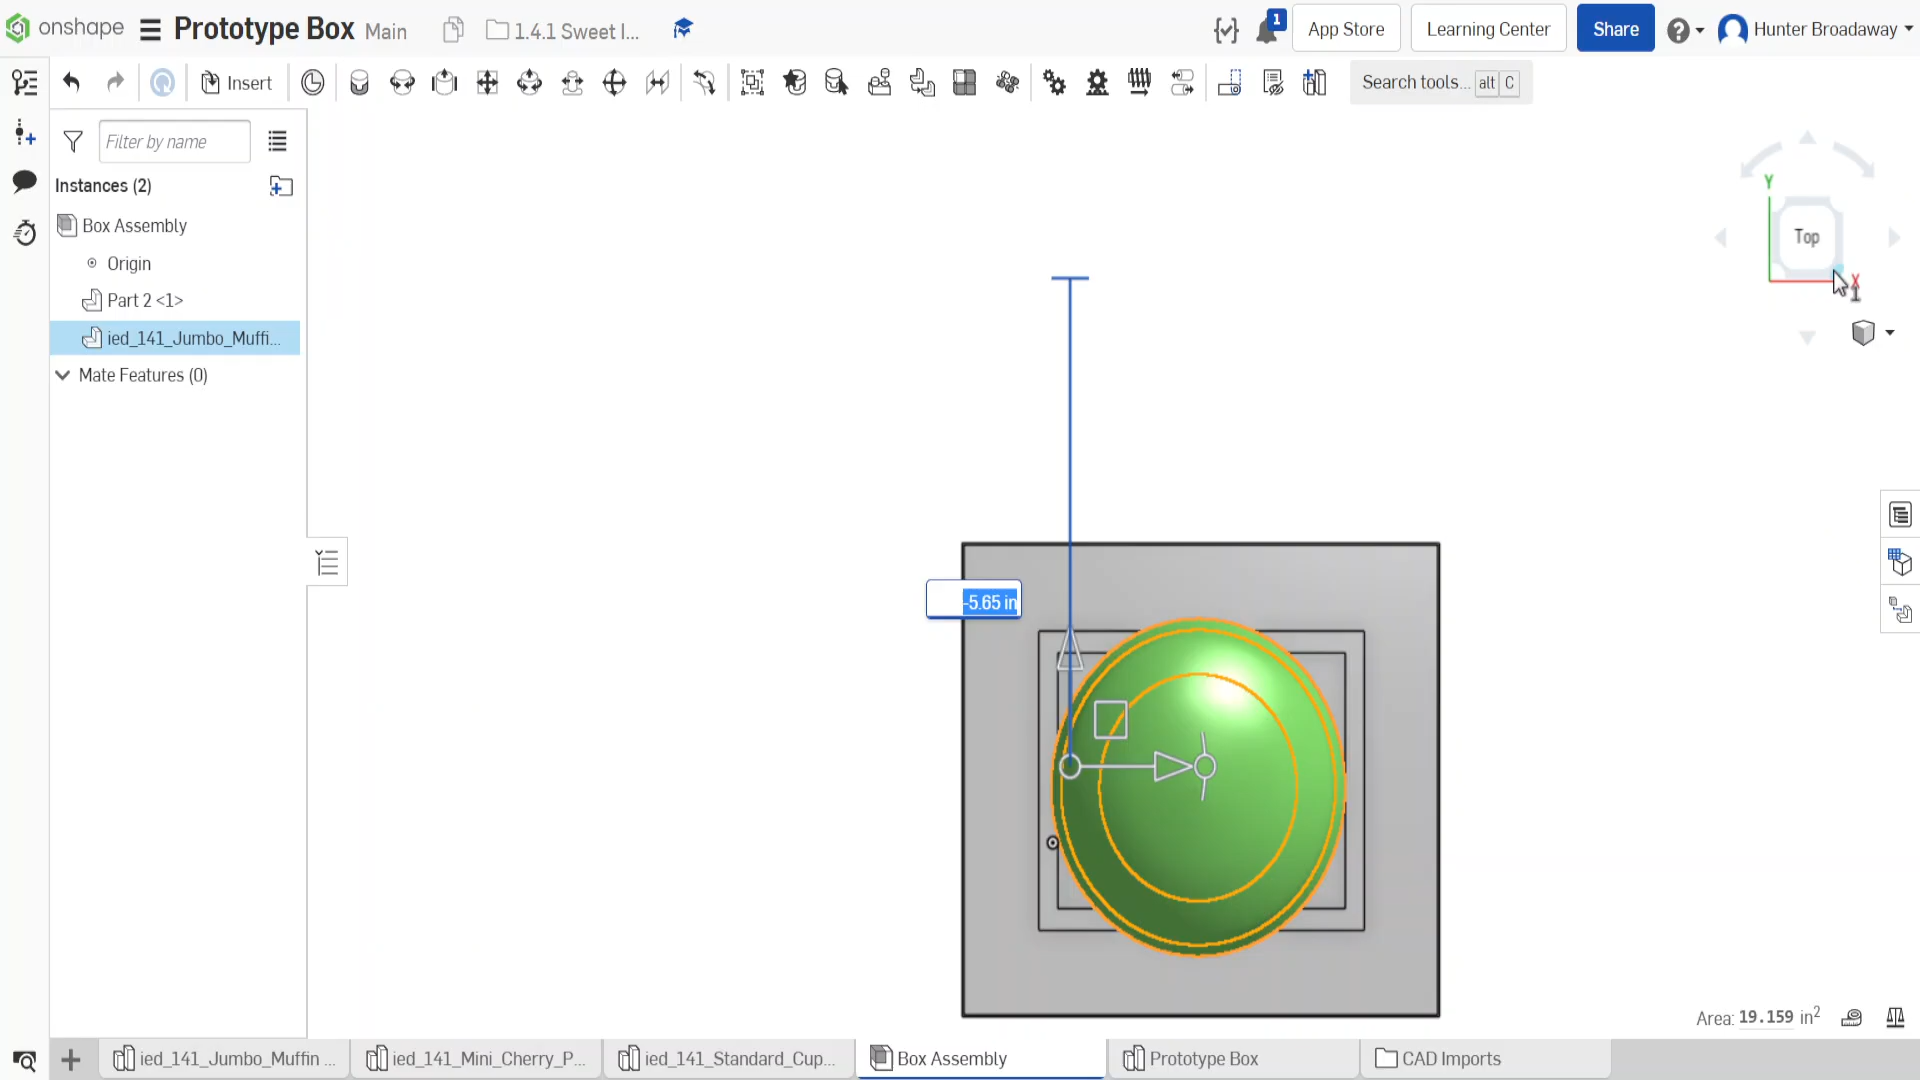 onshape
Prototype Box
Main
1.4.1 Sweet I...
1
App Store
Learning Center
Share
Hunter Broadaway
Insert
Search tools... alt C
Filter by name
Instances (2)
Box Assembly
Origin
Part 2 <1>
ied_141_Jumbo_Muffi...
Mate Features (0)
Y
Top
X
1
-5.65 in
Area: 19.159 in²
ied_141_Jumbo_Muffin ...
ied_141_Mini_Cherry_P...
ied_141_Standard_Cup...
Box Assembly
Prototype Box
CAD Imports